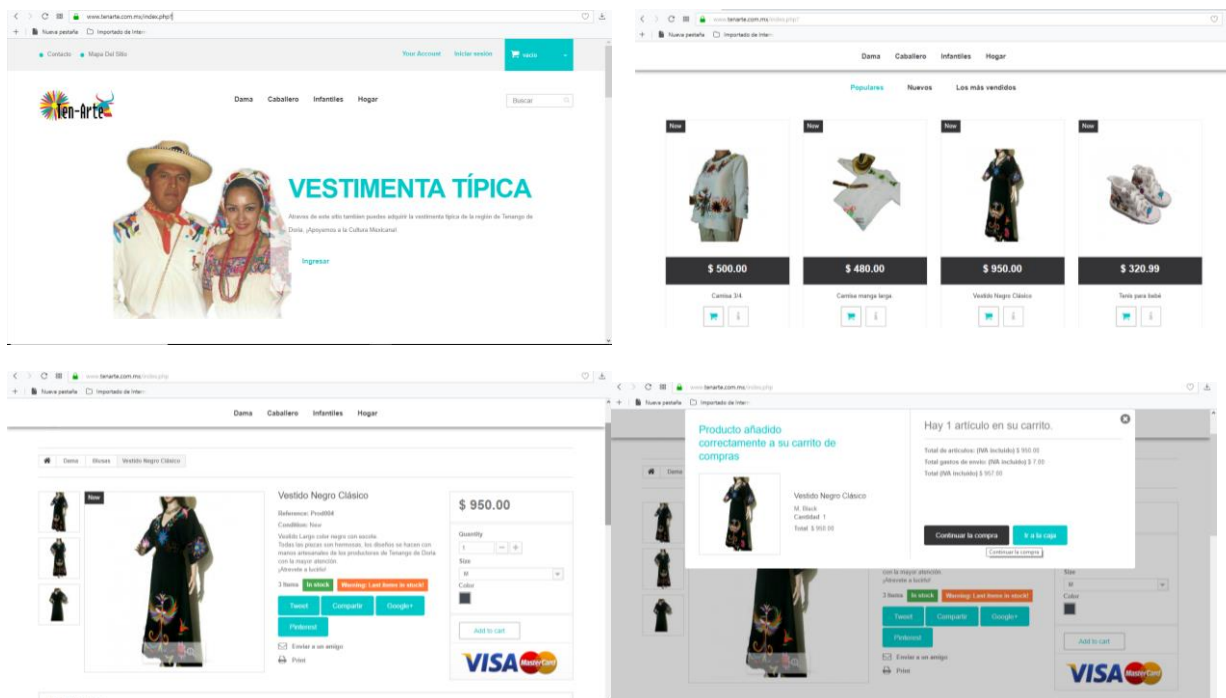 www.tenarte.com.mx/index.php?
Nueva pestaña Importado de Inter
Contacto Mapa Del Sitio
Your Account Iniciar sesión vacío
Ten-Arte
Dama Caballero Infantiles Hogar
Buscar
VESTIMENTA TÍPICA
Atraves de este sitio tambien puedes adquirir la vestimenta tipica de la región de Tenango de
Doria, ¡Apoyemos a la Cultura Mexicana!
Ingresar
www.tenarte.com.mx/index.php?
Nueva pestaña Importado de Inter
Dama Caballero Infantiles Hogar
Populares Nuevos Los más vendidos
New New New New
$ 500.00 $ 480.00 $ 950.00 $ 320.99
Camisa 3/4 Camisa manga larga Vestido Negro Clásico Tenis para bebé
www.tenarte.com.mx/index.php
Nueva pestaña Importado de Inter
Dama Caballero Infantiles Hogar
Dama Blusas Vestido Negro Clásico
New
Vestido Negro Clásico
Reference: Prod004
Condition: New
Vestido Largo color negro con escote.
Todas las piezas son hermosas, los diseños se hacen con
manos artesanales de los productores de Tenango de Doria
con la mayor atención.
¡Atrevete a lucirlo!
3 Items In stock Warning: Last items in stock!
Tweet Compartir Google+
Pinterest
Enviar a un amigo
Print
$ 950.00
Quantity
1
Size
M
Color
Add to cart
VISA MasterCard
www.tenarte.com.mx/index.php
Nueva pestaña Importado de Inter
Producto añadido
correctamente a su carrito de
compras
Vestido Negro Clásico
M, Black
Cantidad 1
Total $ 950.00
Hay 1 artículo en su carrito.
Total de artículos: (IVA incluído) $ 950.00
Total gastos de envío: (IVA incluído) $ 7.00
Total (IVA incluído) $ 957.00
Continuar la compra Ir a la caja
Continuar la compra
Dama
con la mayor atención.
¡Atrevete a lucirlo!
3 Items In stock Warning: Last items in stock!
Tweet Compartir Google+
Pinterest
Enviar a un amigo
Print
Size
M
Color
Add to cart
VISA MasterCard